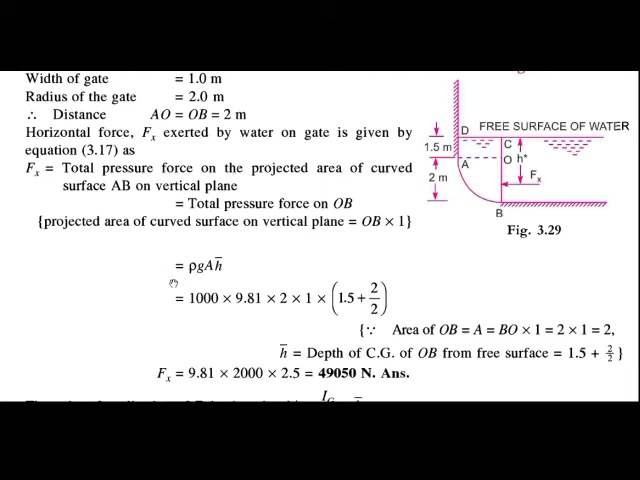 Width of gate = 1.0 m
Radius of the gate = 2.0 m
∴ Distance AO = OB = 2 m
Horizontal force, Fx exerted by water on gate is given by
equation (3.17) as
Fx = Total pressure force on the projected area of curved
surface AB on vertical plane
= Total pressure force on OB
{projected area of curved surface on vertical plane = OB × 1}
= ρgAh̅
= 1000 × 9.81 × 2 × 1 × (1.5 + 2/2)
{∵ Area of OB = A = BO × 1 = 2 × 1 = 2,
h̅ = Depth of C.G. of OB from free surface = 1.5 + 2/2}
Fx = 9.81 × 2000 × 2.5 = 49050 N. Ans.
D FREE SURFACE OF WATER
1.5 m C
A O h*
2 m Fx
B
Fig. 3.29